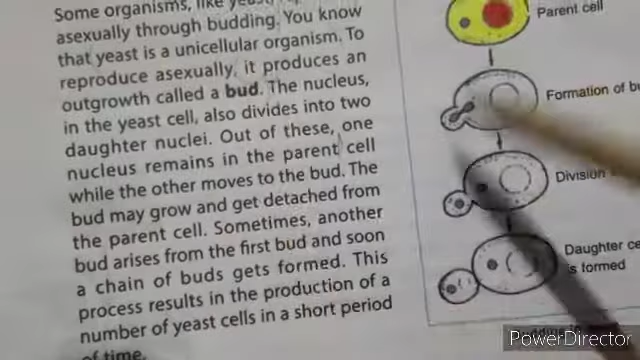 Some organisms, like
asexually through budding. You know
that yeast is a unicellular organism. To
reproduce asexually, it produces an
outgrowth called a bud. The nucleus,
in the yeast cell, also divides into two
daughter nuclei. Out of these, one
nucleus remains in the parent cell
while the other moves to the bud. The
bud may grow and get detached from
the parent cell. Sometimes, another
bud arises from the first bud and soon
a chain of buds gets formed. This
process results in the production of a
number of yeast cells in a short period
of time.
Parent cell
Formation of
Division
Daughter
is formed
PowerDirector